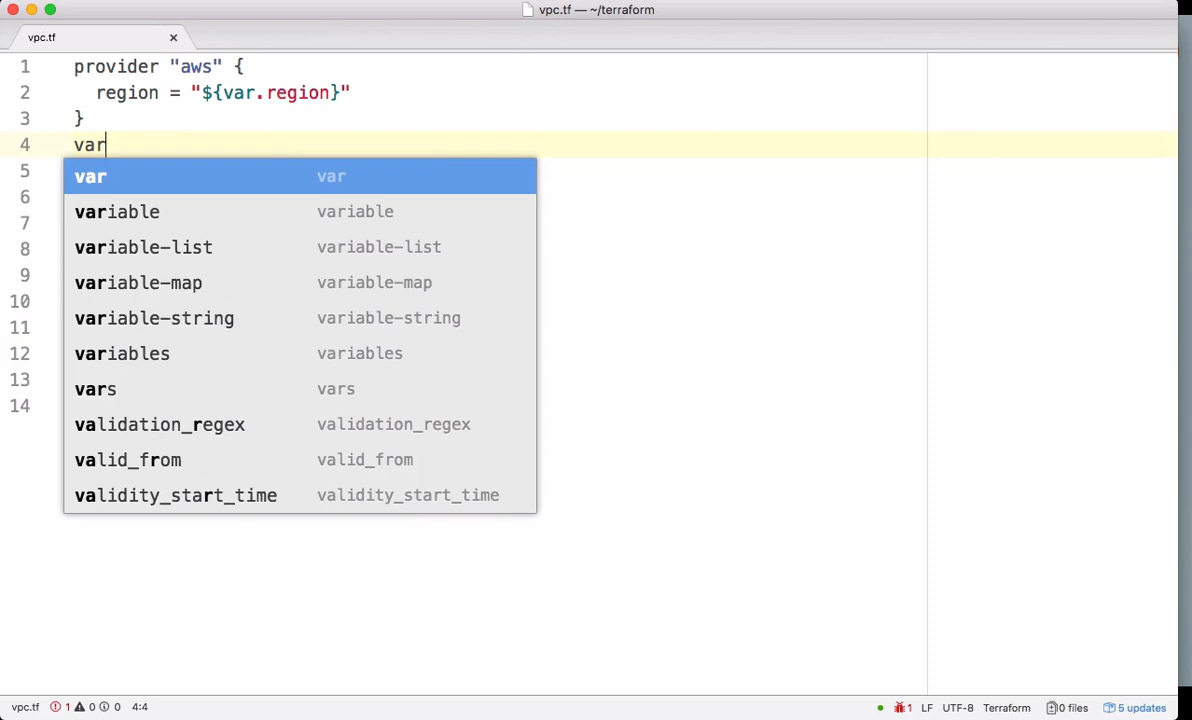 vpc.tf — ~/terraform
vpc.tf ×
1 provider "aws" {
2 region = "${var.region}"
3 }
4 var
5
6
7
8
9
10
11
12
13
14
var var
variable variable
variable-list variable-list
variable-map variable-map
variable-string variable-string
variables variables
vars vars
validation_regex validation_regex
valid_from valid_from
validity_start_time validity_start_time
vpc.tf 1 0 0 4:4 1 LF UTF-8 Terraform 0 files 5 updates